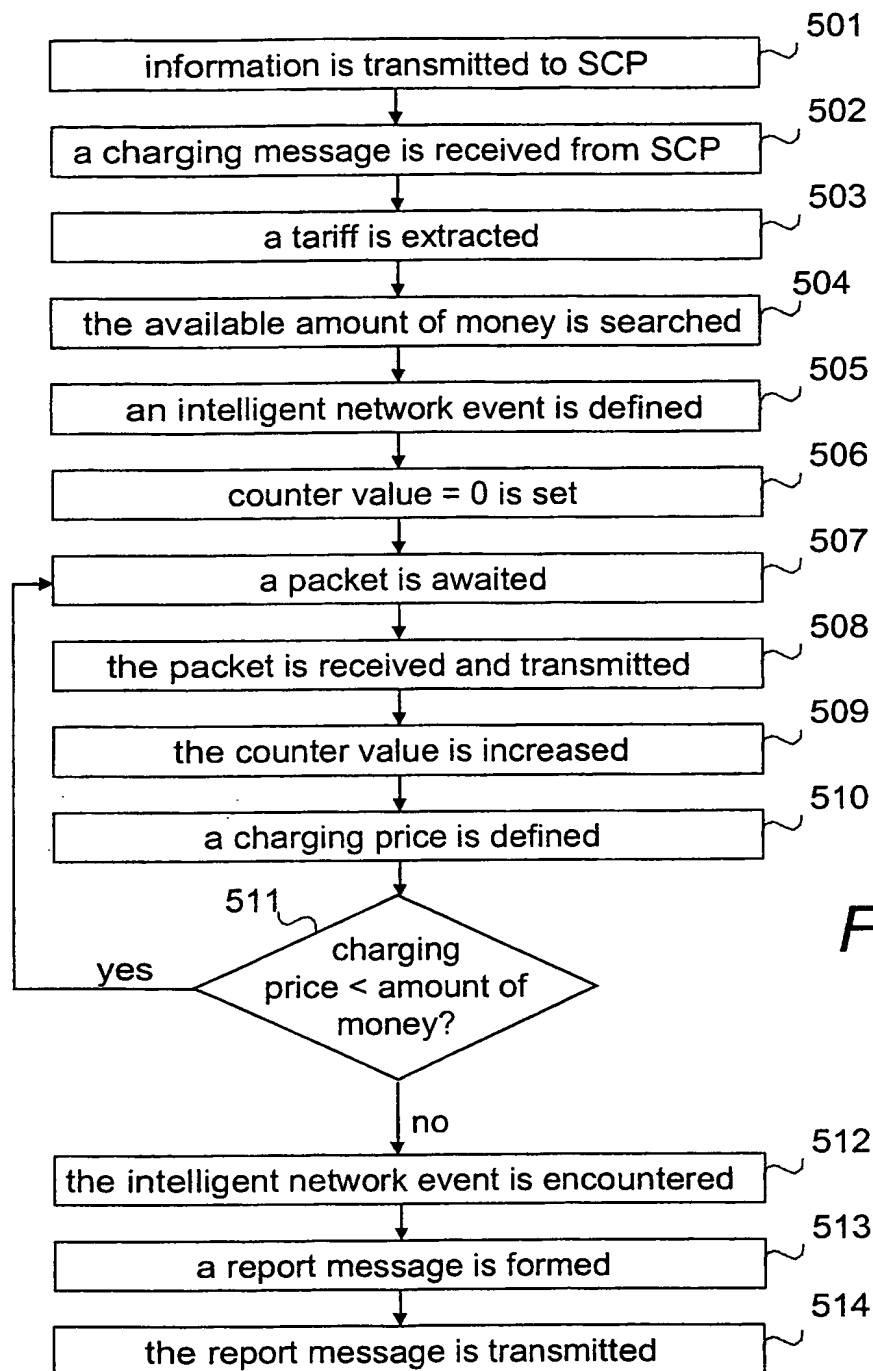 501
information is transmitted to SCP
502
a charging message is received from SCP
503
a tariff is extracted
504
the available amount of money is searched
505
an intelligent network event is defined
506
counter value = 0 is set
507
a packet is awaited
508
the packet is received and transmitted
509
the counter value is increased
510
a charging price is defined
511
charging
price < amount of
money?
yes
F
no
512
the intelligent network event is encountered
513
a report message is formed
514
the report message is transmitted